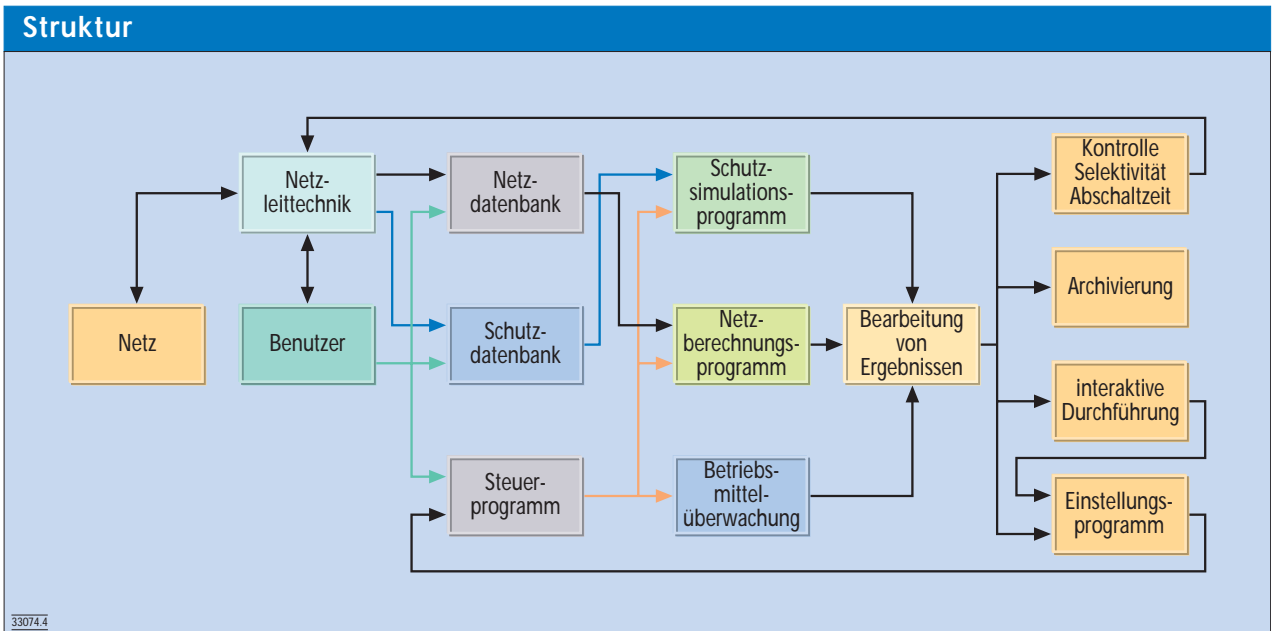 Struktur
Netz-
leittechnik
Netz-
datenbank
Schutz-
simulations-
programm
Kontrolle
Selektivität
Abschaltzeit
Netz
Benutzer
Schutz-
datenbank
Netz-
berechnungs-
programm
Bearbeitung
von
Ergebnissen
Archivierung
interaktive
Durchführung
Steuer-
programm
Betriebs-
mittel-
überwachung
Einstellungs-
programm
33074.4